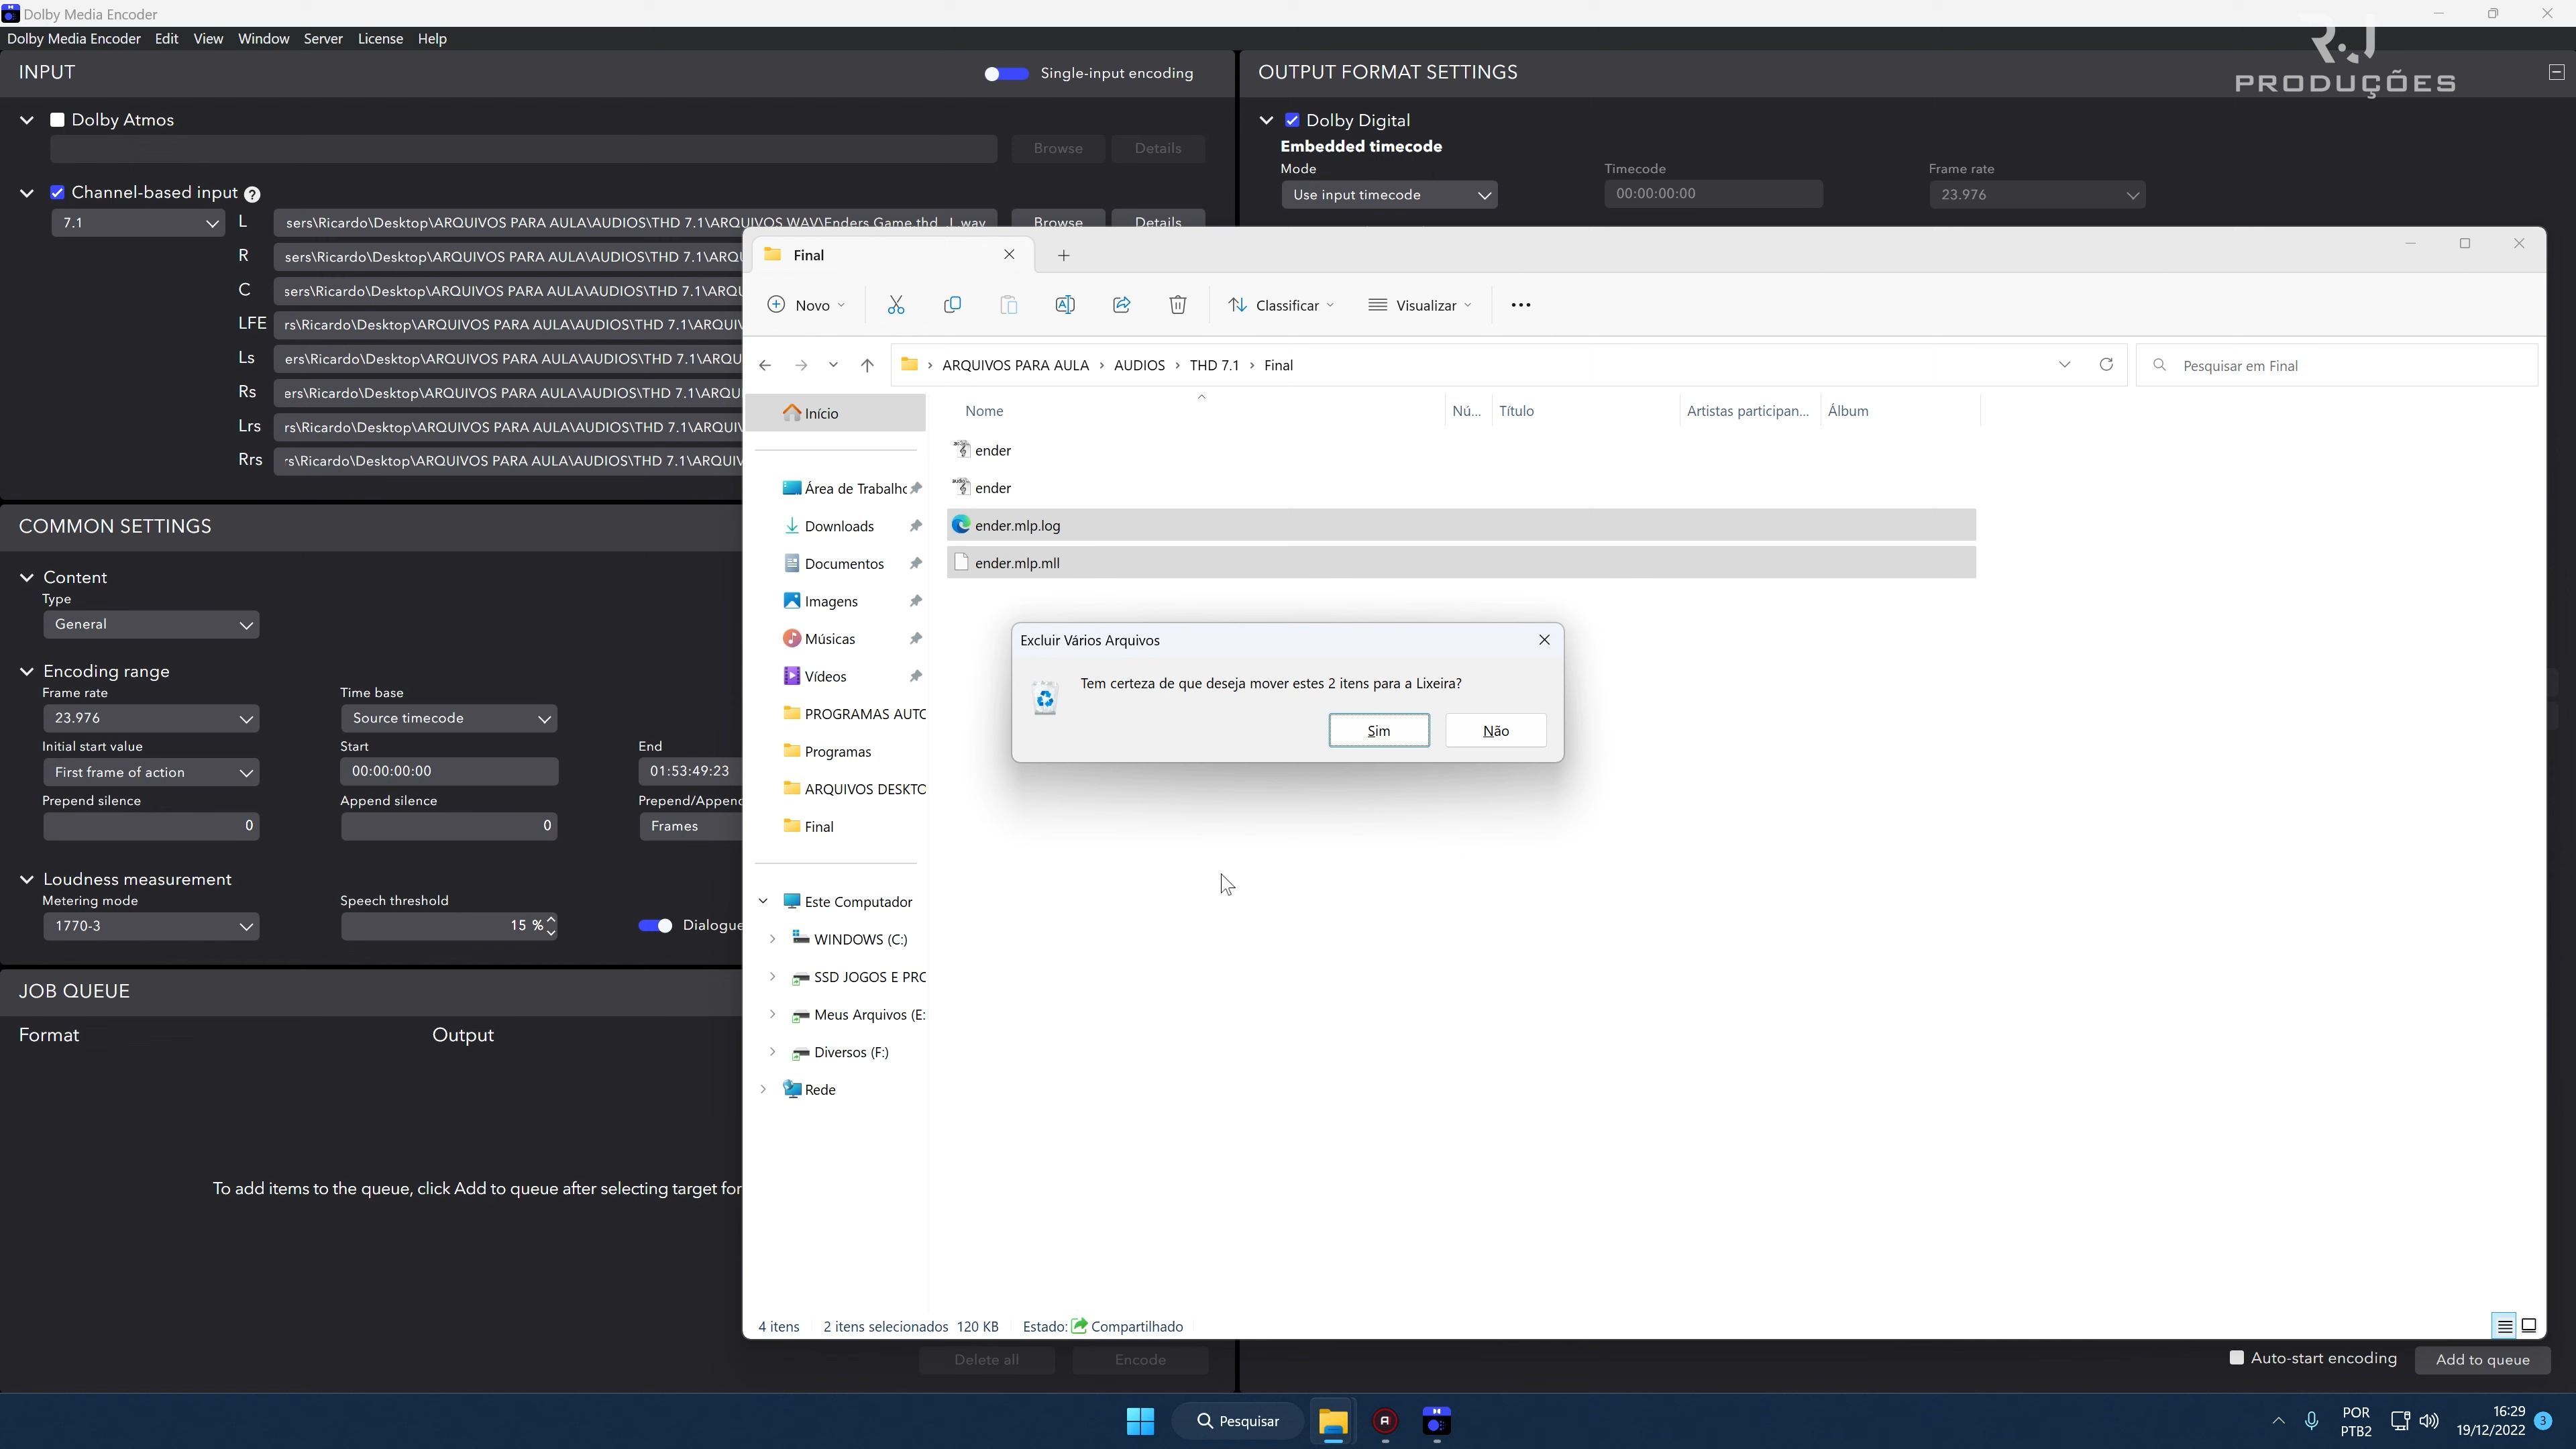 Dolby Media Encoder
Dolby Media Encoder Edit View Window Server License Help
INPUT
Single-input encoding
Dolby Atmos
Browse Details
Channel-based input ?
7.1
L sers\Ricardo\Desktop\ARQUIVOS PARA AULA\AUDIOS\THD 7.1\ARQUIVOS WAV\Enders Game.thd_.L.wav Browse Details
R sers\Ricardo\Desktop\ARQUIVOS PARA AULA\AUDIOS\THD 7.1\ARQU
C sers\Ricardo\Desktop\ARQUIVOS PARA AULA\AUDIOS\THD 7.1\ARQU
LFE rs\Ricardo\Desktop\ARQUIVOS PARA AULA\AUDIOS\THD 7.1\ARQUIV
Ls ers\Ricardo\Desktop\ARQUIVOS PARA AULA\AUDIOS\THD 7.1\ARQU
Rs ers\Ricardo\Desktop\ARQUIVOS PARA AULA\AUDIOS\THD 7.1\ARQU
Lrs rs\Ricardo\Desktop\ARQUIVOS PARA AULA\AUDIOS\THD 7.1\ARQUIV
Rrs rs\Ricardo\Desktop\ARQUIVOS PARA AULA\AUDIOS\THD 7.1\ARQUIV
COMMON SETTINGS
Content
Type
General
Encoding range
Frame rate Time base
23.976 Source timecode
Initial start value Start End
First frame of action 00:00:00:00 01:53:49:23
Prepend silence Append silence Prepend/Append
0 0 Frames
Loudness measurement
Metering mode Speech threshold
1770-3 15 % Dialogue
JOB QUEUE
Format Output
To add items to the queue, click Add to queue after selecting target for
Delete all Encode
OUTPUT FORMAT SETTINGS
R.J
PRODUÇÕES
Dolby Digital
Embedded timecode
Mode Timecode Frame rate
Use input timecode 00:00:00:00 23.976
Auto-start encoding Add to queue
Final
Novo Classificar Visualizar
ARQUIVOS PARA AULA › AUDIOS › THD 7.1 › Final
Pesquisar em Final
Início
Área de Trabalho
Downloads
Documentos
Imagens
Músicas
Vídeos
PROGRAMAS AUTC
Programas
ARQUIVOS DESKTO
Final
Este Computador
WINDOWS (C:)
SSD JOGOS E PRC
Meus Arquivos (E:
Diversos (F:)
Rede
Nome Nú... Título Artistas participan... Álbum
ender
ender
ender.mlp.log
ender.mlp.mll
Excluir Vários Arquivos
Tem certeza de que deseja mover estes 2 itens para a Lixeira?
Sim Não
4 itens 2 itens selecionados 120 KB Estado: Compartilhado
Pesquisar
POR
PTB2
16:29
19/12/2022
3